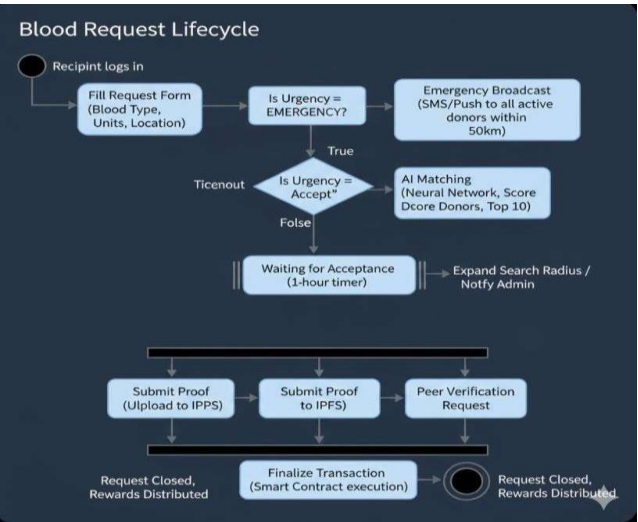 Blood Request Lifecycle
Recipint logs in
Fill Request Form
(Blood Type,
Units, Location)
Is Urgency =
EMERGENCY?
Emergency Broadcast
(SMS/Push to all active
donors within
50km)
True
Ticenout
Is Urgency =
Accept"
AI Matching
(Neural Network, Score
Dcore Donors, Top 10)
Folse
Waiting for Acceptance
(1-hour timer)
Expand Search Radius /
Notfy Admin
Submit Proof
(Ulpload to IPPS)
Submit Proof
to IPFS)
Peer Verification
Request
Request Closed,
Rewards Distributed
Finalize Transaction
(Smart Contract execution)
Request Closed,
Rewards Distributed